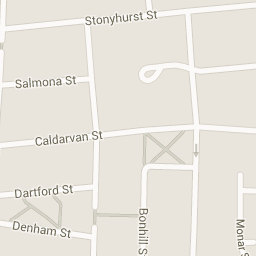 Stonyhurst St
Salmona St
Caldarvan St
Dartford St
Denham St
Bonhill S
Monar S